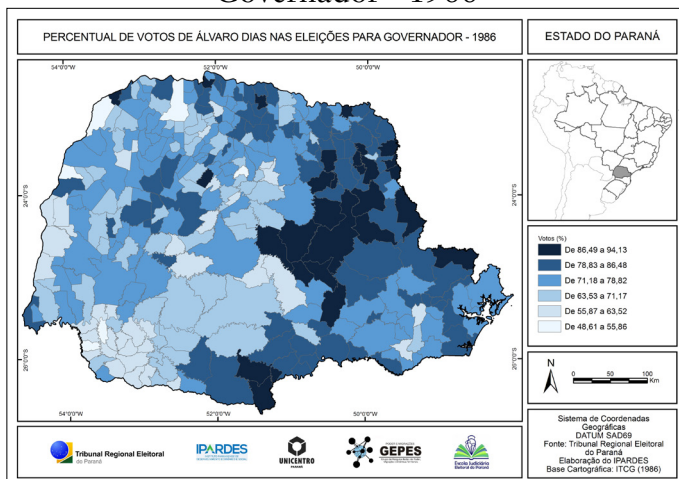 Governador - 1986
PERCENTUAL DE VOTOS DE ÁLVARO DIAS NAS ELEIÇÕES PARA GOVERNADOR - 1986
ESTADO DO PARANÁ
54°0'0"W
52°0'0"W
50°0'0"W
24°0'0"S
24°0'0"S
26°0'0"S
26°0'0"S
54°0'0"W
52°0'0"W
50°0'0"W
Votos (%)
De 86,49 a 94,13
De 78,83 a 86,48
De 71,18 a 78,82
De 63,53 a 71,17
De 55,87 a 63,52
De 48,61 a 55,86
N
0 50 100
Km
Sistema de Coordenadas
Geográficas
DATUM SAD69
Fonte: Tribunal Regional Eleitoral
do Paraná
Elaboração do IPARDES
Base Cartográfica: ITCG (1986)
Tribunal Regional Eleitoral
do Paraná
IPARDES
UNICENTRO
PARANÁ
GEPES
Escola Judiciária
Eleitoral do Paraná